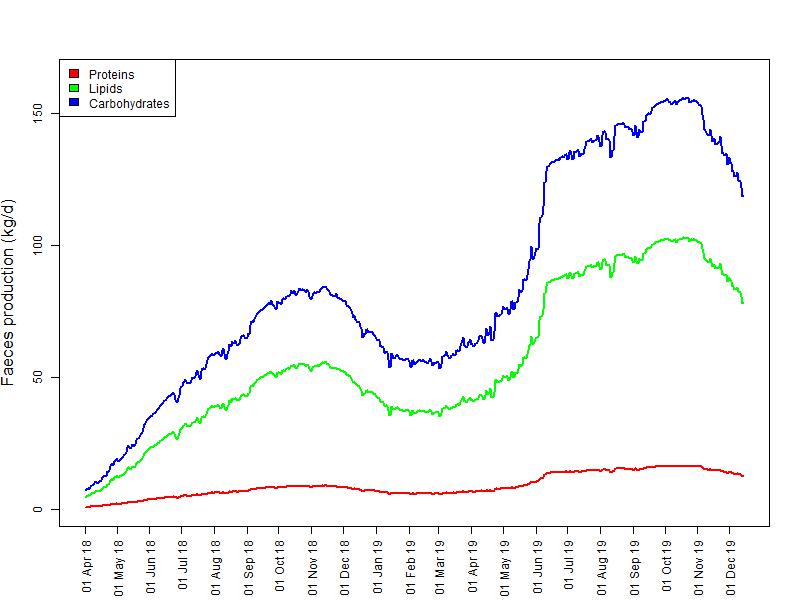 Proteins
Lipids
Carbohydrates
Faeces production (kg/d)
150
100
50
0
01 Apr 18
01 May 18
01 Jun 18
01 Jul 18
01 Aug 18
01 Sep 18
01 Oct 18
01 Nov 18
01 Dec 18
01 Jan 19
01 Feb 19
01 Mar 19
01 Apr 19
01 May 19
01 Jun 19
01 Jul 19
01 Aug 19
01 Sep 19
01 Oct 19
01 Nov 19
01 Dec 19